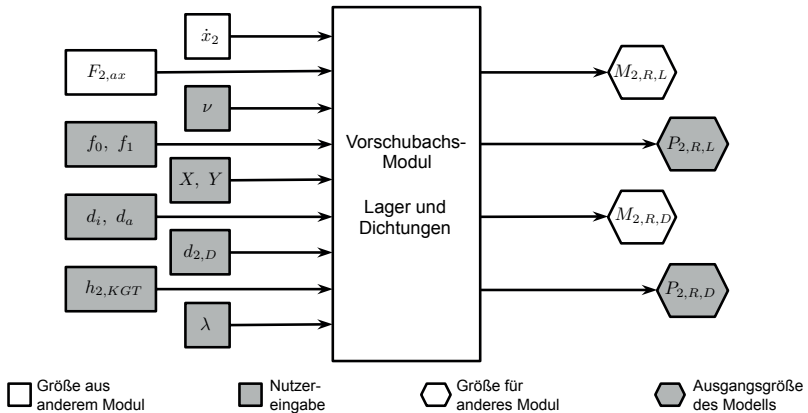 ẋ₂
F₂,ₐₓ
ν
f₀, f₁
X, Y
dᵢ, dₐ
d₂,D
h₂,KGT
λ
Vorschubachs-
Modul
Lager und
Dichtungen
M₂,R,L
P₂,R,L
M₂,R,D
P₂,R,D
Größe aus
anderem Modul
Nutzer-
eingabe
Größe für
anderes Modul
Ausgangsgröße
des Modells